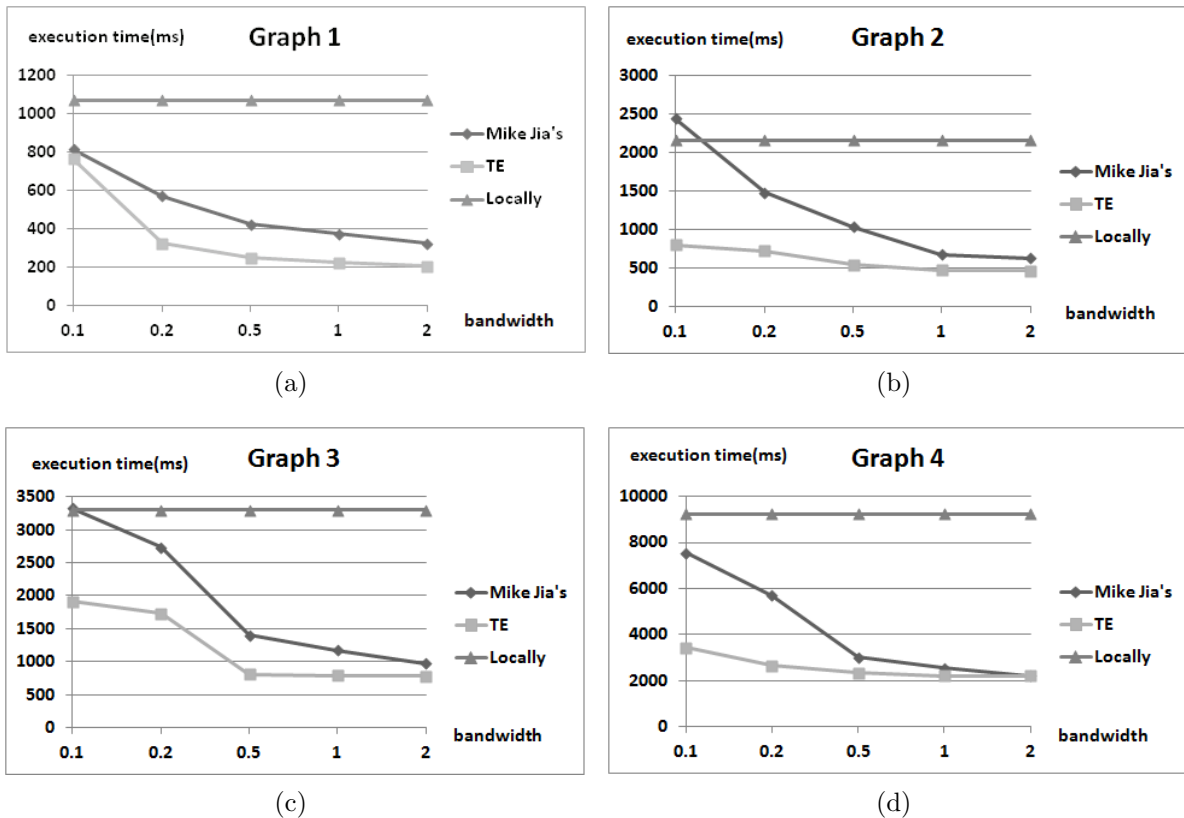 execution time(ms) Graph 1
1200
1000
800
600
400
200
0
0.1 0.2 0.5 1 2
bandwidth
Mike Jia's
TE
Locally
(a)
execution time(ms) Graph 2
3000
2500
2000
1500
1000
500
0
0.1 0.2 0.5 1 2
bandwidth
Mike Jia's
TE
Locally
(b)
execution time(ms) Graph 3
3500
3000
2500
2000
1500
1000
500
0
0.1 0.2 0.5 1 2
bandwidth
Mike Jia's
TE
Locally
(c)
execution time(ms) Graph 4
10000
8000
6000
4000
2000
0
0.1 0.2 0.5 1 2
bandwidth
Mike Jia's
TE
Locally
(d)